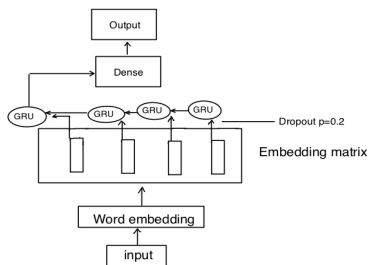 Output
Dense
GRU
GRU
GRU
GRU
Dropout p=0.2
Embedding matrix
Word embedding
input